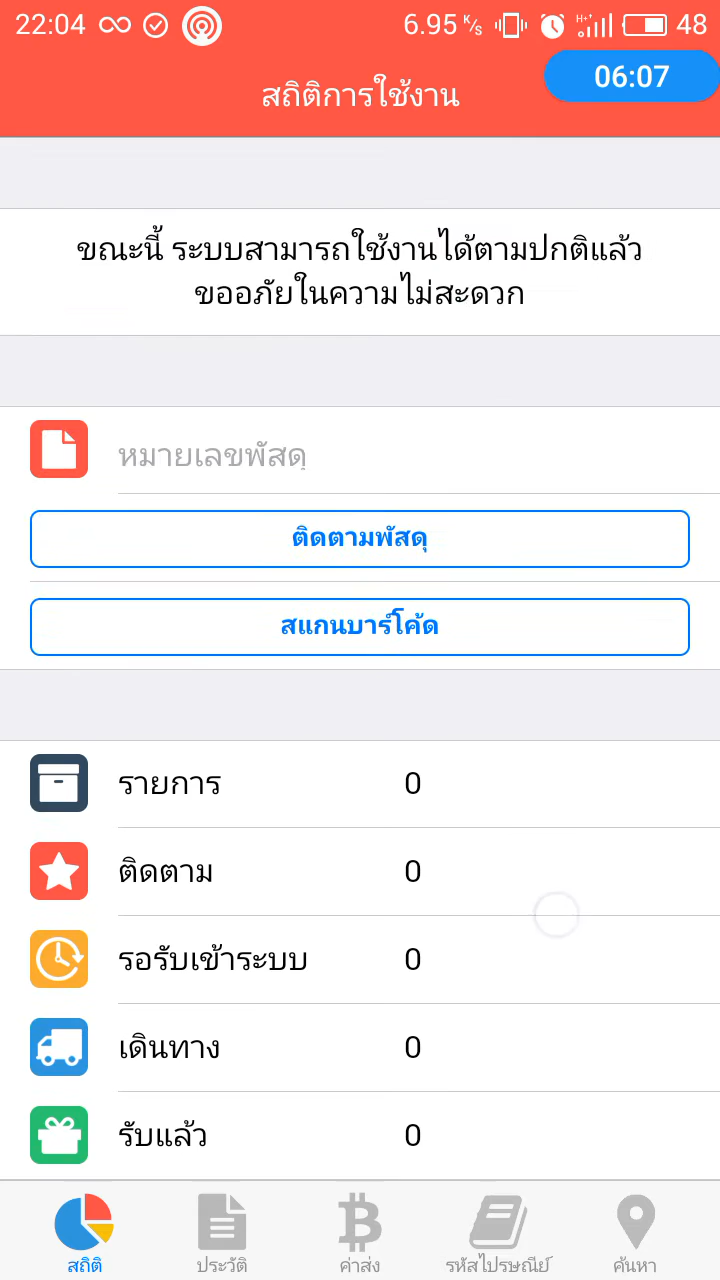 22:04 6.95 K/s H+ 48
06:07
สถิติการใช้งาน
ขณะนี้ ระบบสามารถใช้งานได้ตามปกติแล้ว
ขออภัยในความไม่สะดวก
หมายเลขพัสดุ
ติดตามพัสดุ
สแกนบาร์โค้ด
รายการ 0
ติดตาม 0
รอรับเข้าระบบ 0
เดินทาง 0
รับแล้ว 0
สถิติ ประวัติ ค่าส่ง รหัสไปรษณีย์ ค้นหา